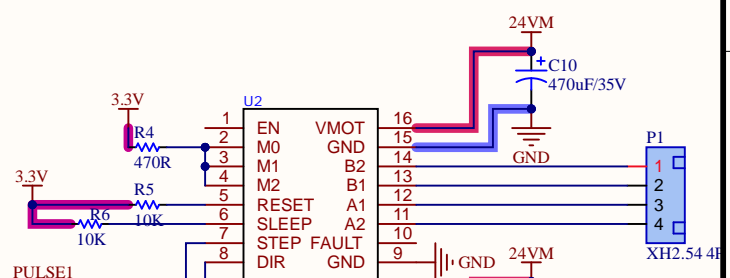 24VM
+
C10
470uF/35V
GND
3.3V
R4
470R
U2
1 EN VMOT 16
2 M0 GND 15
3 M1 B2 14
4 M2 B1 13
5 RESET A1 12
6 SLEEP A2 11
7 STEP FAULT 10
8 DIR GND 9
3.3V
R5
10K
R6
10K
P1
1
2
3
4
XH2.54 4P
GND
24VM
PULSE1